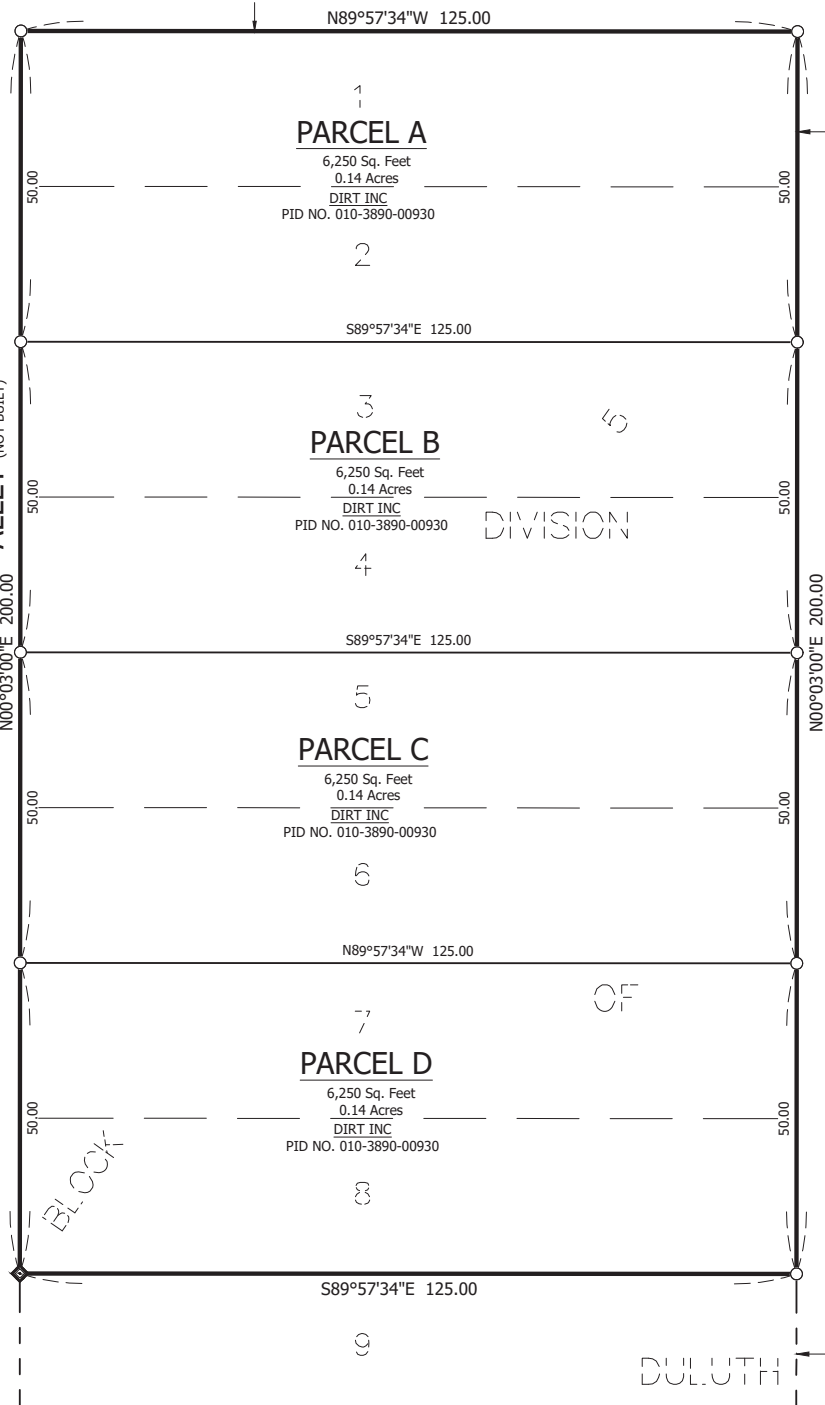 N89°57'34"W 125.00
1
PARCEL A
6,250 Sq. Feet
0.14 Acres
50.00
50.00
DIRT INC
PID NO. 010-3890-00930
2
S89°57'34"E 125.00
3
5
PARCEL B
6,250 Sq. Feet
0.14 Acres
50.00
50.00
DIRT INC
PID NO. 010-3890-00930
DIVISION
4
ALLEY (NOT BUILT)
N00°03'00"E 200.00
N00°03'00"E 200.00
S89°57'34"E 125.00
5
PARCEL C
6,250 Sq. Feet
0.14 Acres
50.00
50.00
DIRT INC
PID NO. 010-3890-00930
6
N89°57'34"W 125.00
OF
7
PARCEL D
6,250 Sq. Feet
0.14 Acres
50.00
50.00
DIRT INC
PID NO. 010-3890-00930
BLOCK
8
S89°57'34"E 125.00
9
DULUTH